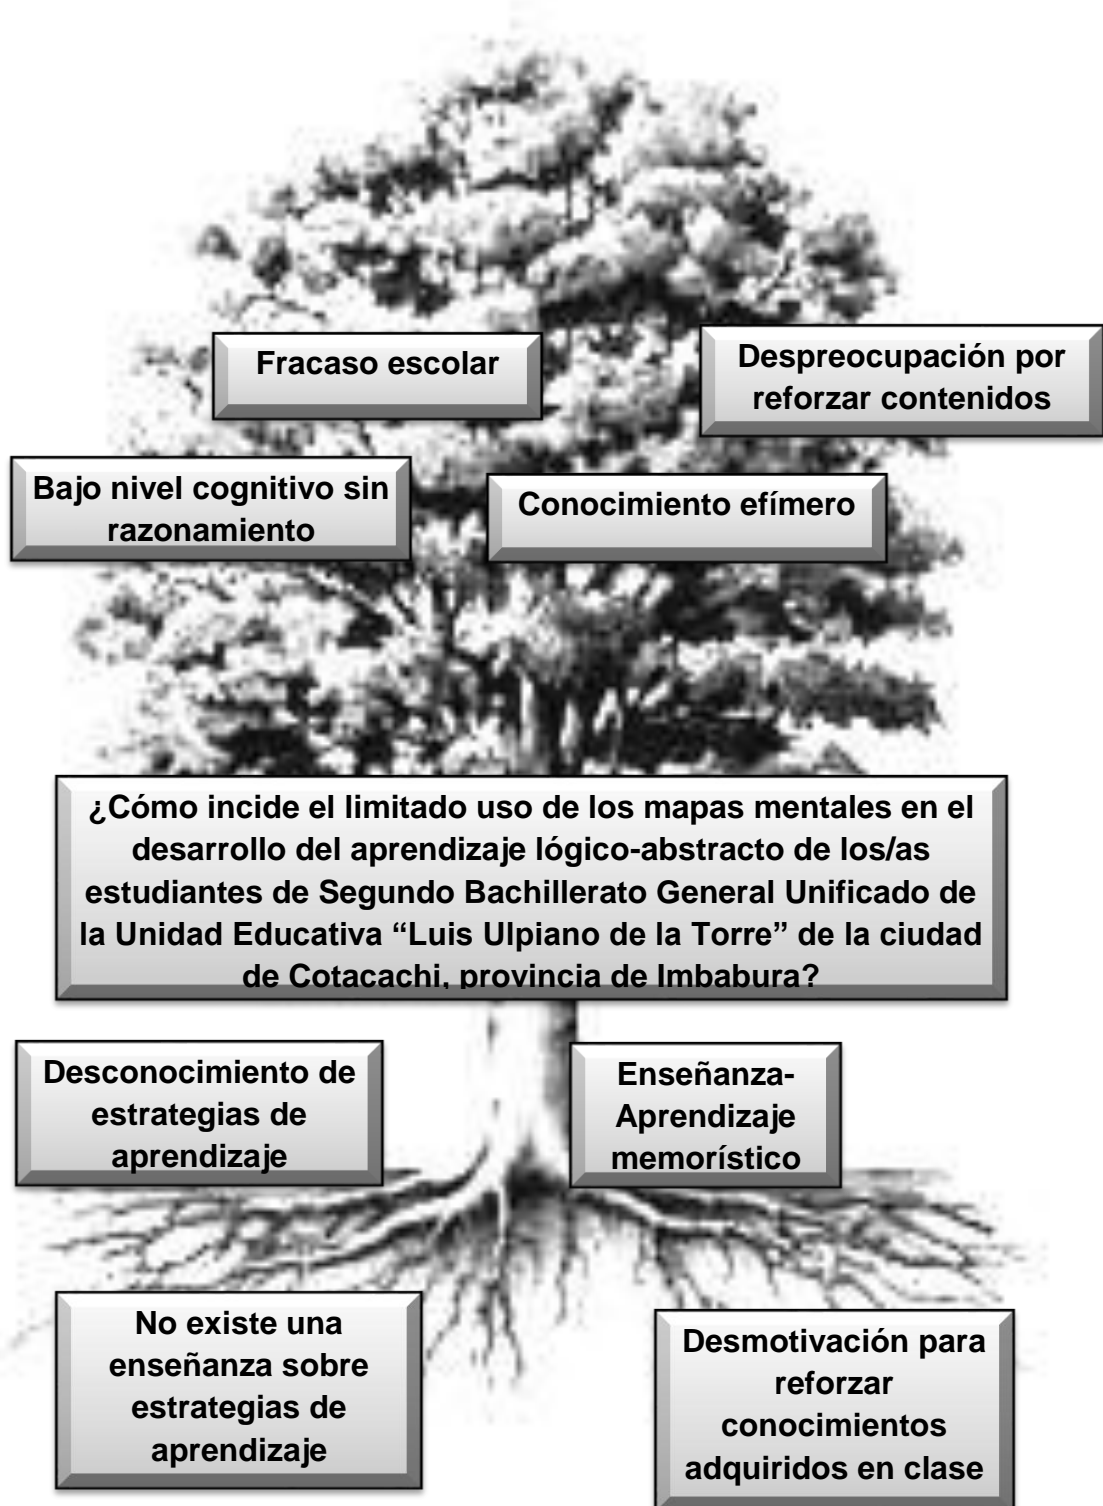 Fracaso escolar
Despreocupación por
reforzar contenidos
Bajo nivel cognitivo sin
razonamiento
Conocimiento efímero
¿Cómo incide el limitado uso de los mapas mentales en el
desarrollo del aprendizaje lógico-abstracto de los/as
estudiantes de Segundo Bachillerato General Unificado de
la Unidad Educativa “Luis Ulpiano de la Torre” de la ciudad
de Cotacachi, provincia de Imbabura?
Desconocimiento de
estrategias de
aprendizaje
Enseñanza-
Aprendizaje
memorístico
No existe una
enseñanza sobre
estrategias de
aprendizaje
Desmotivación para
reforzar
conocimientos
adquiridos en clase